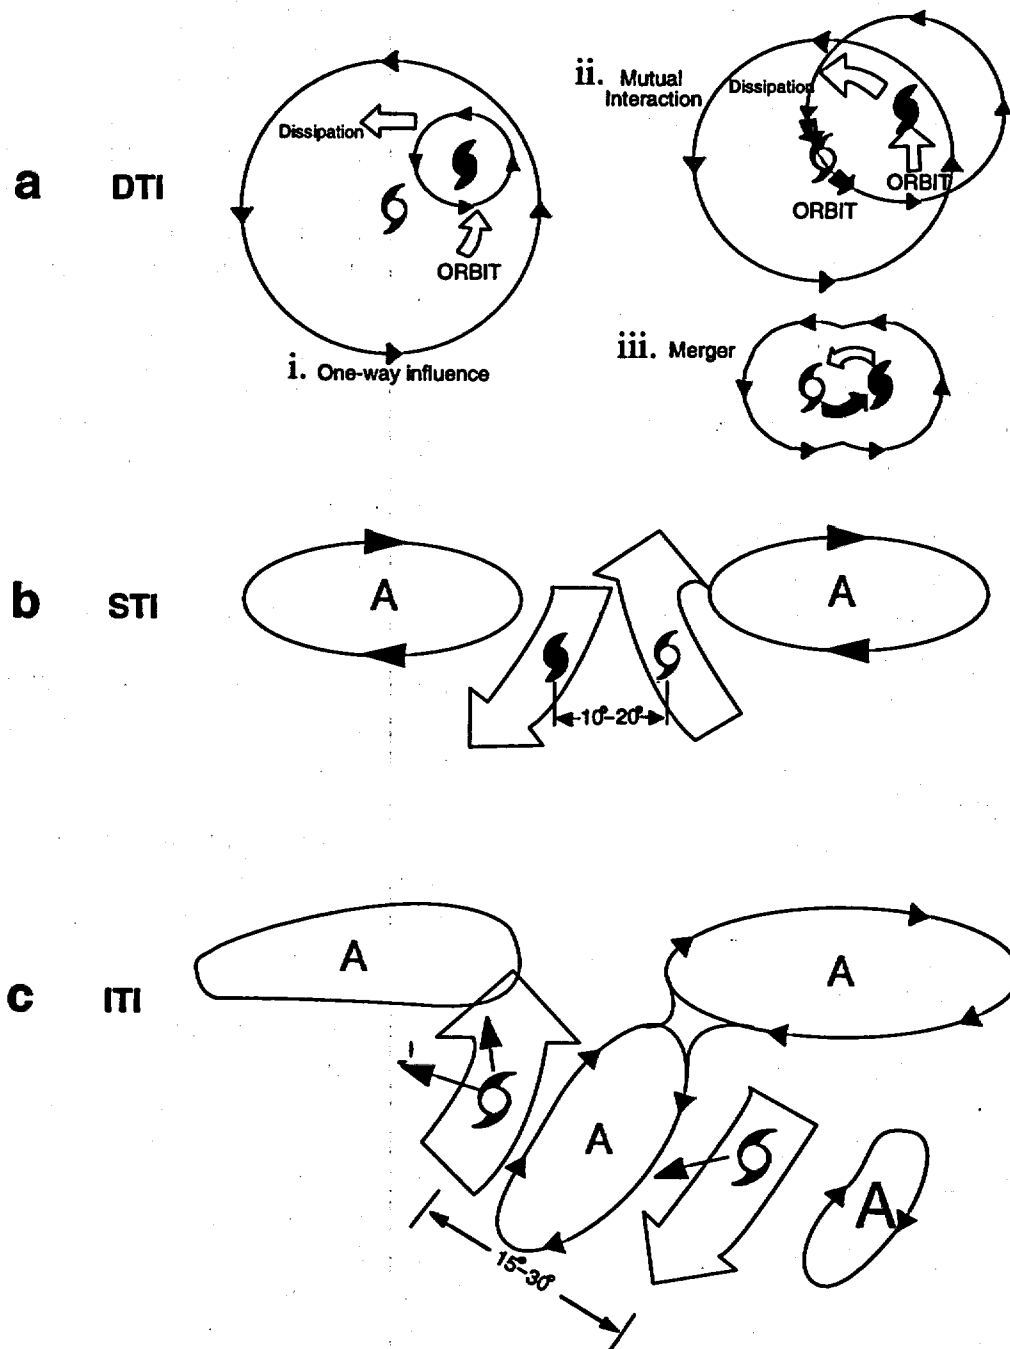 a DTI
Dissipation
ORBIT
i. One-way influence
ii. Mutual
Interaction
Dissipation
ORBIT
ORBIT
iii. Merger
b STI
A
A
10°-20°
c ITI
A
A
A
A
15°-30°